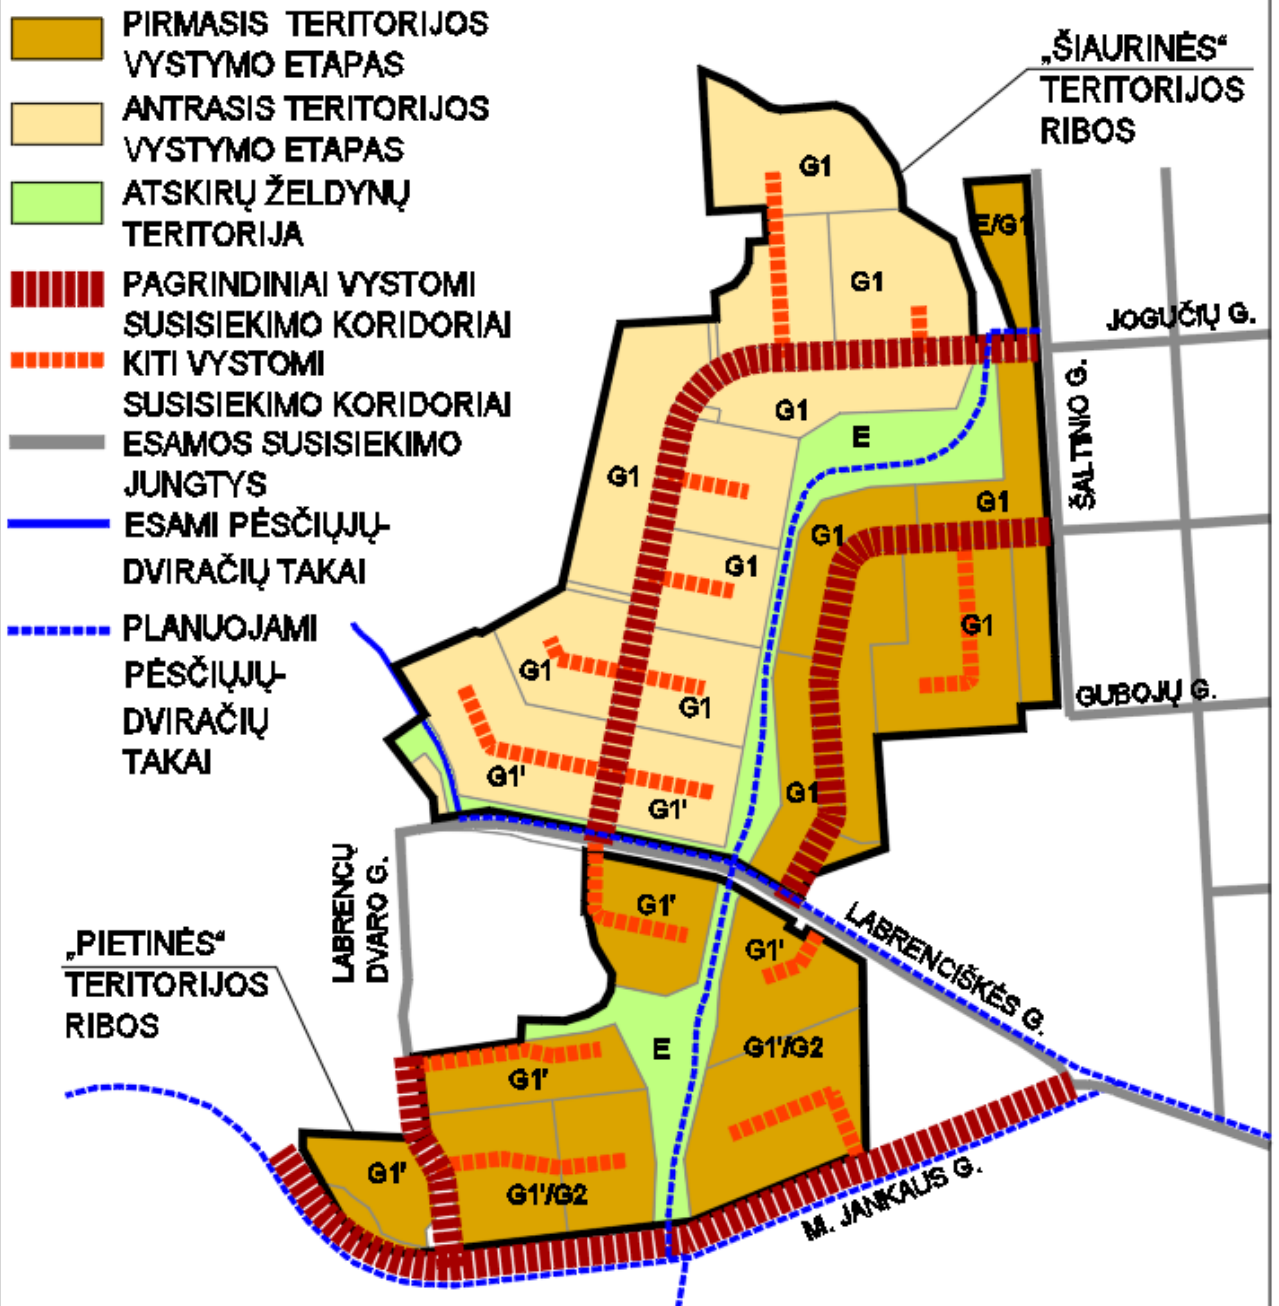 PIRMASIS TERITORIJOS
VYSTYMO ETAPAS
ANTRASIS TERITORIJOS
VYSTYMO ETAPAS
ATSKIRŲ ŽELDYNŲ
TERITORIJA
PAGRINDINIAI VYSTOMI
SUSISIEKIMO KORIDORIAI
KITI VYSTOMI
SUSISIEKIMO KORIDORIAI
ESAMOS SUSISIEKIMO
JUNGTYS
ESAMI PĖSČIŲJŲ-
DVIRAČIŲ TAKAI
PLANUOJAMI
PĖSČIŲJŲ-
DVIRAČIŲ
TAKAI
„ŠIAURINĖS“
TERITORIJOS
RIBOS
G1
E/G1
G1
JOGUČIŲ G.
ŠALTINIO G.
G1
E
G1
G1
G1
G1
G1
G1
G1
GUBOJŲ G.
G1'
G1'
G1
LABRENCŲ
DVARO G.
G1'
G1'
LABRENCIŠKĖS G.
„PIETINĖS“
TERITORIJOS
RIBOS
E
G1'/G2
G1'
G1'
G1'/G2
M. JANKAUS G.